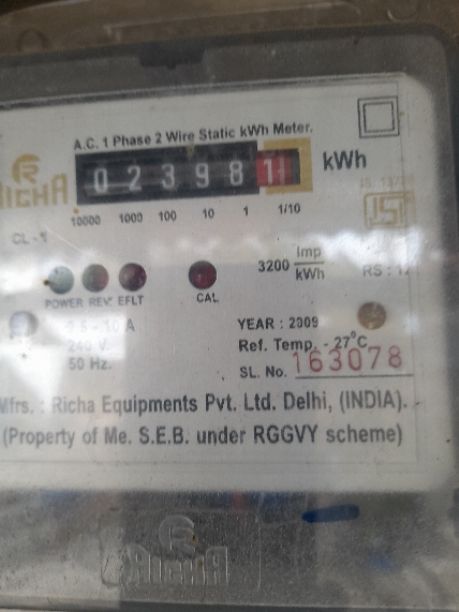 A.C. 1 Phase 2 Wire Static kWh Meter.
RICHA
0 2 3 9 8 1 kWh
10000 1000 100 10 1 1/10
CL - 1
3200 Imp
kWh
POWER REV. EFLT CAL
RS : 
- 10 A
YEAR : 2009
240 V.
Ref. Temp. - 27°C
50 Hz.
SL. No. 163078
Mfrs. : Richa Equipments Pvt. Ltd. Delhi, (INDIA).
(Property of Me. S.E.B. under RGGVY scheme)
RICHA